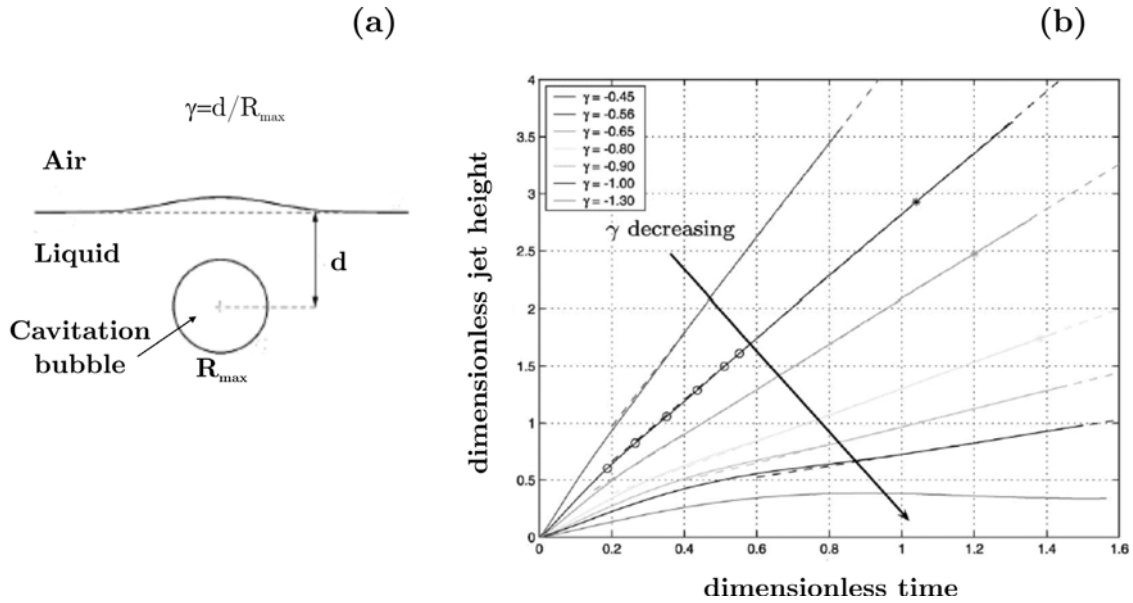 (a)
γ=d/Rmax
Air
Liquid
d
Cavitation
bubble
Rmax
(b)
dimensionless jet height
4
3.5
3
2.5
2
1.5
1
0.5
0
γ = -0.45
γ = -0.56
γ = -0.65
γ = -0.80
γ = -0.90
γ = -1.00
γ = -1.30
γ decreasing
0 0.2 0.4 0.6 0.8 1 1.2 1.4 1.6
dimensionless time